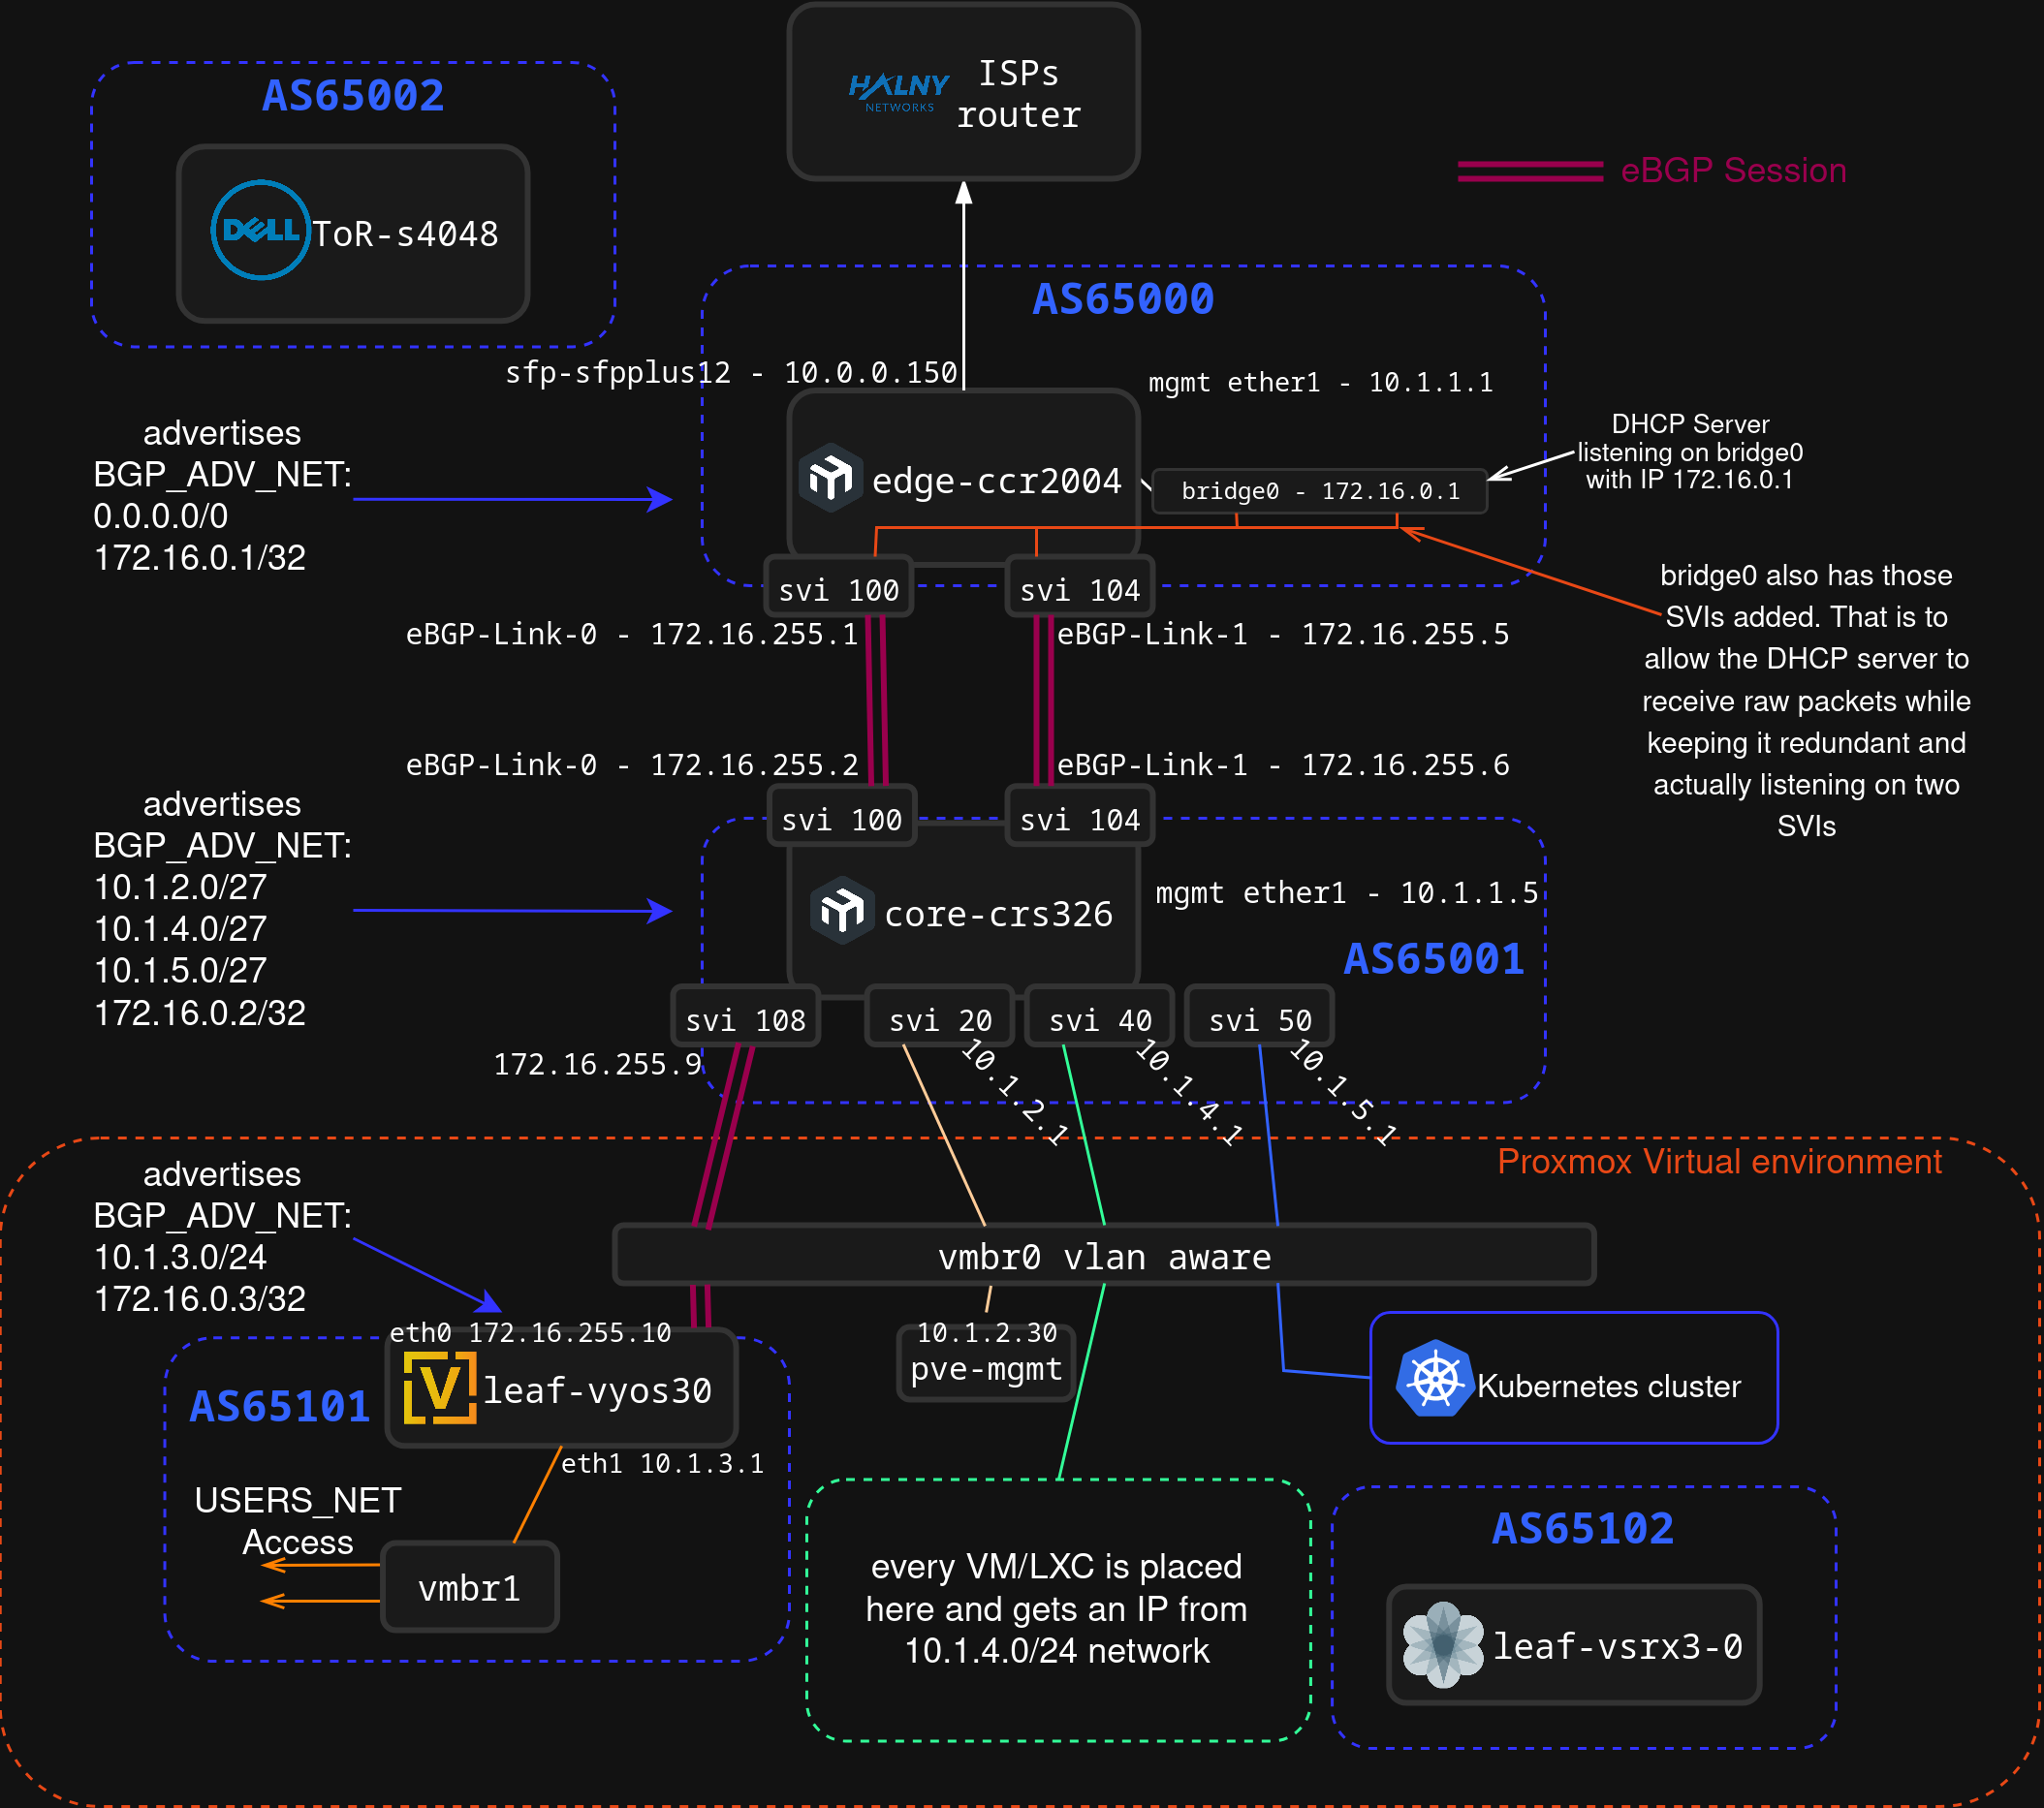 HALNY
NETWORKS
ISPs
router
AS65002
DELL
ToR-s4048
eBGP Session
AS65000
sfp-sfpplus12 - 10.0.0.150
mgmt ether1 - 10.1.1.1
advertises
BGP_ADV_NET:
0.0.0.0/0
172.16.0.1/32
edge-ccr2004
bridge0 - 172.16.0.1
DHCP Server
listening on bridge0
with IP 172.16.0.1
svi 100
svi 104
eBGP-Link-0 - 172.16.255.1
eBGP-Link-1 - 172.16.255.5
bridge0 also has those
SVIs added. That is to
allow the DHCP server to
receive raw packets while
keeping it redundant and
actually listening on two
SVIs
eBGP-Link-0 - 172.16.255.2
eBGP-Link-1 - 172.16.255.6
svi 100
svi 104
advertises
BGP_ADV_NET:
10.1.2.0/27
10.1.4.0/27
10.1.5.0/27
172.16.0.2/32
core-crs326
mgmt ether1 - 10.1.1.5
AS65001
svi 108
svi 20
svi 40
svi 50
172.16.255.9
10.1.2.1
10.1.4.1
10.1.5.1
Proxmox Virtual environment
advertises
BGP_ADV_NET:
10.1.3.0/24
172.16.0.3/32
vmbr0 vlan aware
eth0 172.16.255.10
leaf-vyos30
AS65101
eth1 10.1.3.1
10.1.2.30
pve-mgmt
Kubernetes cluster
USERS_NET
Access
vmbr1
every VM/LXC is placed
here and gets an IP from
10.1.4.0/24 network
AS65102
leaf-vsrx3-0